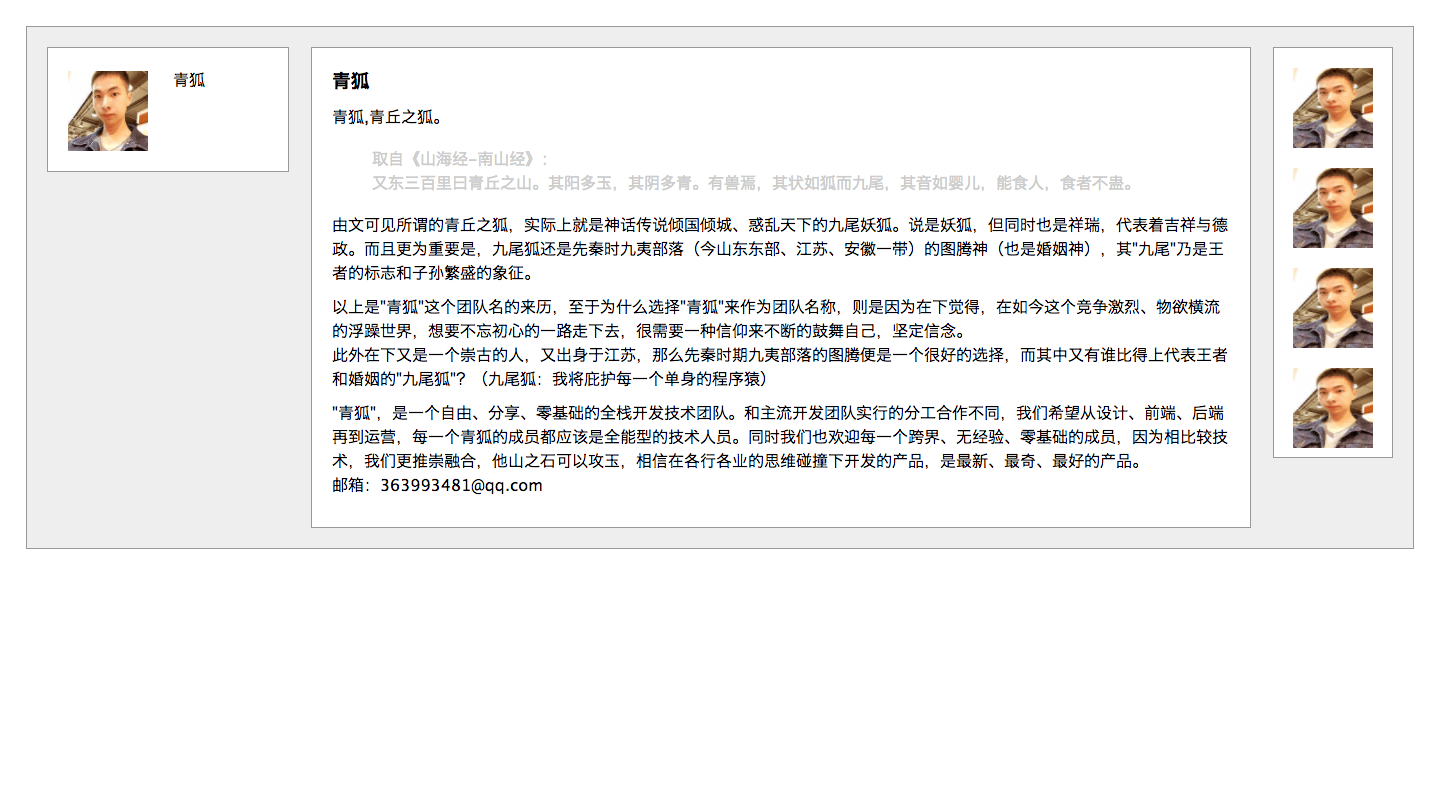 青狐
青狐
青狐,青丘之狐。
取自《山海经-南山经》：
又东三百里曰青丘之山。其阳多玉，其阴多青。有兽焉，其状如狐而九尾，其音如婴儿，能食人，食者不蛊。
由文可见所谓的青丘之狐，实际上就是神话传说倾国倾城、惑乱天下的九尾妖狐。说是妖狐，但同时也是祥瑞，代表着吉祥与德
政。而且更为重要是，九尾狐还是先秦时九夷部落（今山东东部、江苏、安徽一带）的图腾神（也是婚姻神），其"九尾"乃是王
者的标志和子孙繁盛的象征。
以上是"青狐"这个团队名的来历，至于为什么选择"青狐"来作为团队名称，则是因为在下觉得，在如今这个竞争激烈、物欲横流
的浮躁世界，想要不忘初心的一路走下去，很需要一种信仰来不断的鼓舞自己，坚定信念。
此外在下又是一个崇古的人，又出身于江苏，那么先秦时期九夷部落的图腾便是一个很好的选择，而其中又有谁比得上代表王者
和婚姻的"九尾狐"？（九尾狐：我将庇护每一个单身的程序猿）
"青狐"，是一个自由、分享、零基础的全栈开发技术团队。和主流开发团队实行的分工合作不同，我们希望从设计、前端、后端
再到运营，每一个青狐的成员都应该是全能型的技术人员。同时我们也欢迎每一个跨界、无经验、零基础的成员，因为相比较技
术，我们更推崇融合，他山之石可以攻玉，相信在各行各业的思维碰撞下开发的产品，是最新、最奇、最好的产品。
邮箱：363993481@qq.com